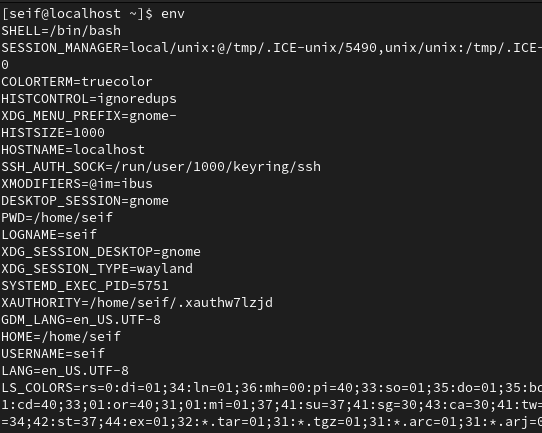 [seif@localhost ~]$ env
SHELL=/bin/bash
SESSION_MANAGER=local/unix:@/tmp/.ICE-unix/5490,unix/unix:/tmp/.ICE-
0
COLORTERM=truecolor
HISTCONTROL=ignoredups
XDG_MENU_PREFIX=gnome-
HISTSIZE=1000
HOSTNAME=localhost
SSH_AUTH_SOCK=/run/user/1000/keyring/ssh
XMODIFIERS=@im=ibus
DESKTOP_SESSION=gnome
PWD=/home/seif
LOGNAME=seif
XDG_SESSION_DESKTOP=gnome
XDG_SESSION_TYPE=wayland
SYSTEMD_EXEC_PID=5751
XAUTHORITY=/home/seif/.xauthw7lzjd
GDM_LANG=en_US.UTF-8
HOME=/home/seif
USERNAME=seif
LANG=en_US.UTF-8
LS_COLORS=rs=0:di=01;34:ln=01;36:mh=00:pi=40;33:so=01;35:do=01;35:bd
1:cd=40;33;01:or=40;31;01:mi=01;37;41:su=37;41:sg=30;43:ca=30;41:tw=
=34;42:st=37;44:ex=01;32:*.tar=01;31:*.tgz=01;31:*.arc=01;31:*.arj=0